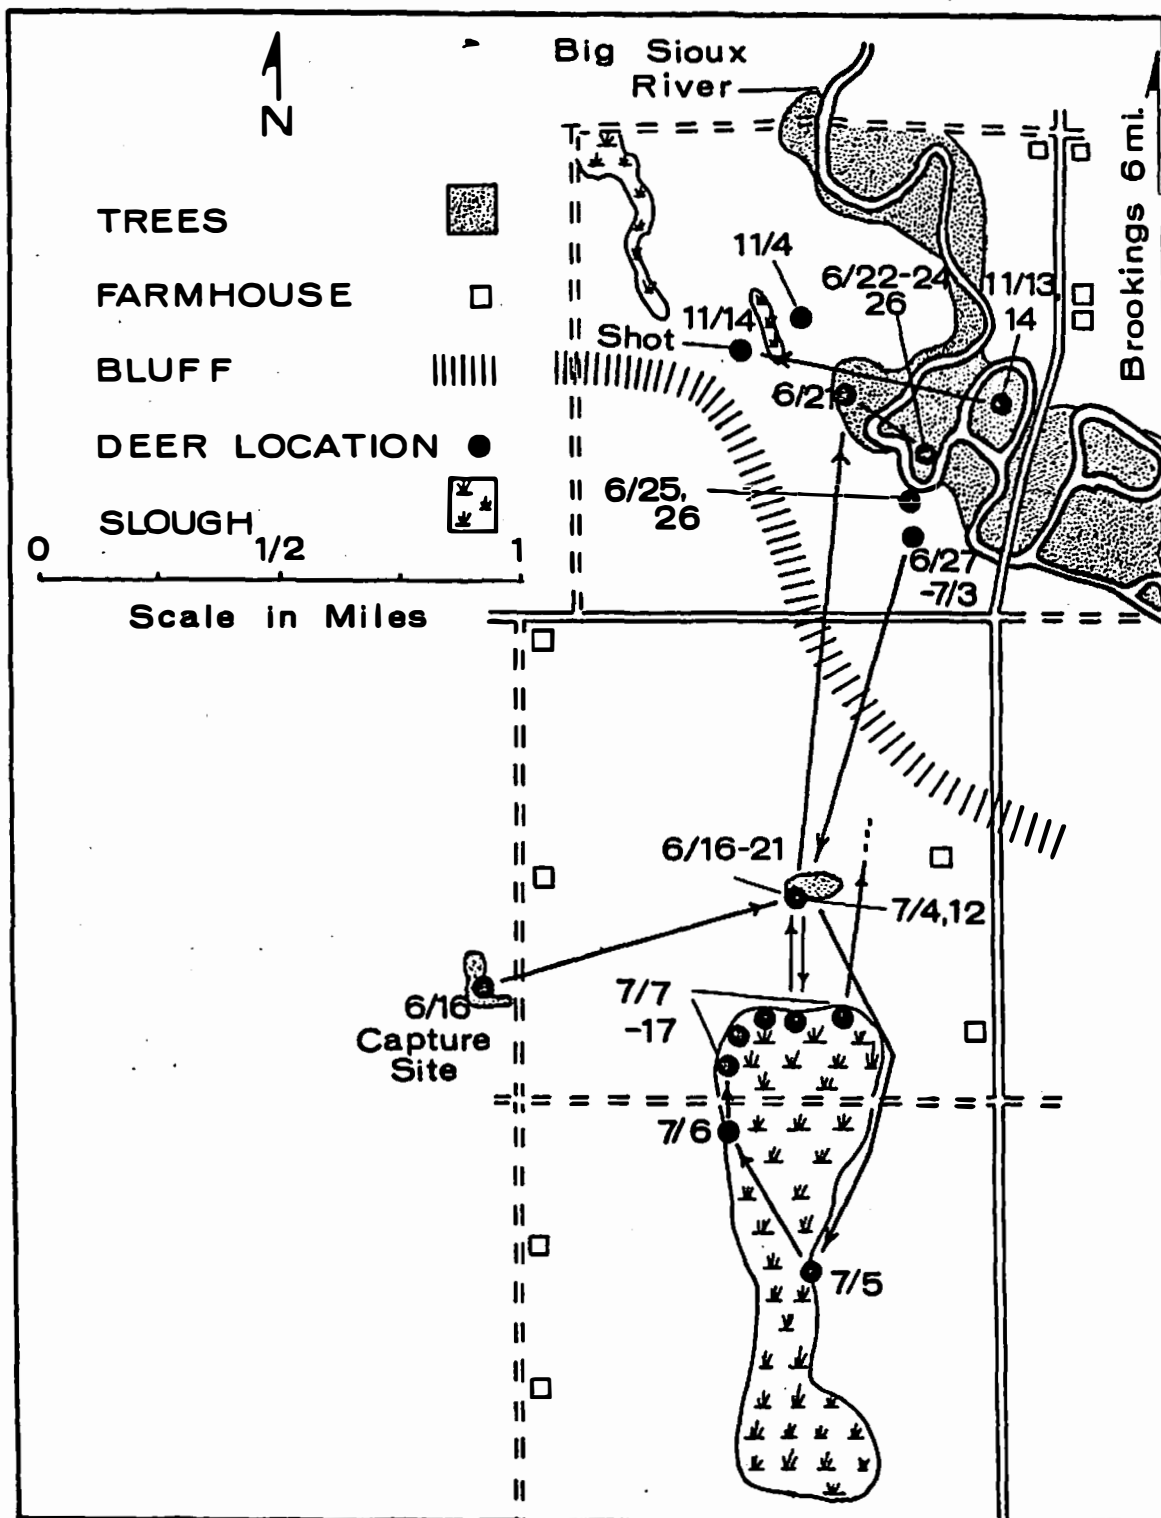 Big Sioux
River
N
Brookings 6mi.
TREES
FARMHOUSE
BLUFF
DEER LOCATION
SLOUGH
0 1/2 1
Scale in Miles
11/4
6/22-24
26
11/13,
14
11/14
Shot
6/21
6/25,
26
6/27
-7/3
6/16-21
7/4,12
6/16
Capture
Site
7/7
-17
7/6
7/5